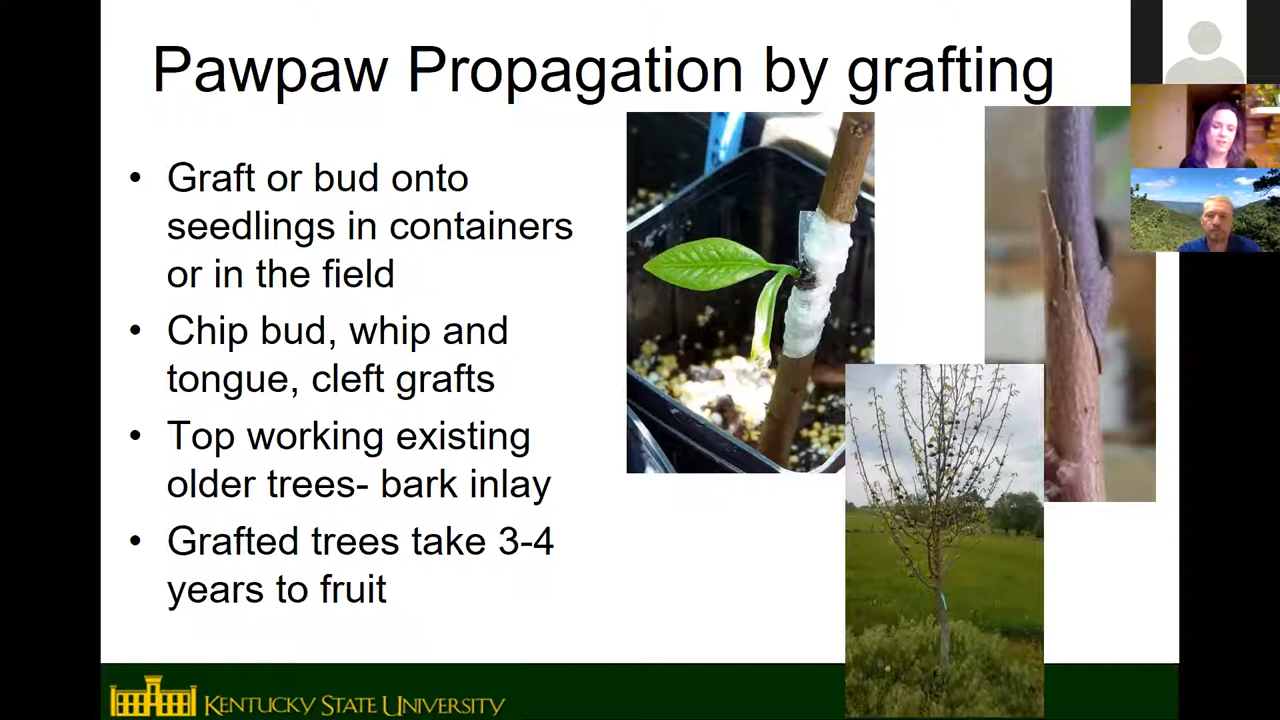 Pawpaw Propagation by grafting
• Graft or bud onto
seedlings in containers
or in the field
• Chip bud, whip and
tongue, cleft grafts
• Top working existing
older trees- bark inlay
• Grafted trees take 3-4
years to fruit
KENTUCKY STATE UNIVERSITY